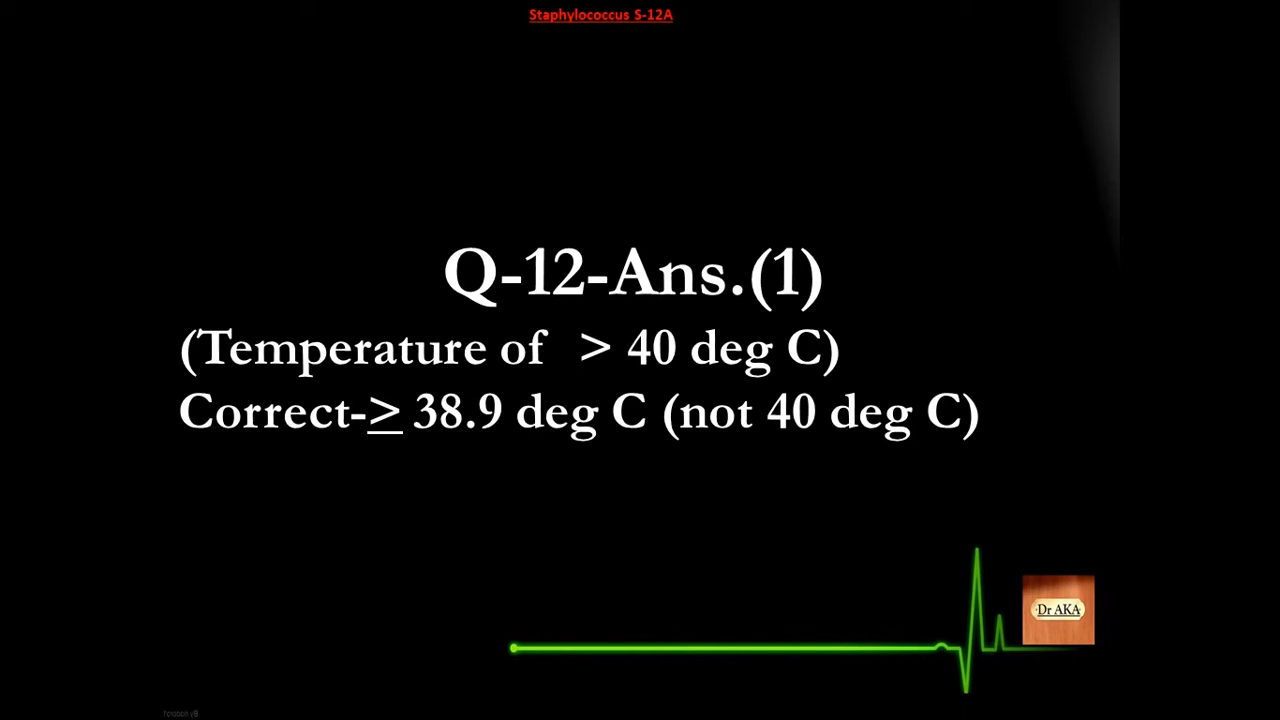 Staphylococcus S-12A
Q-12-Ans.(1)
(Temperature of > 40 deg C)
Correct-≥ 38.9 deg C (not 40 deg C)
Dr AKA